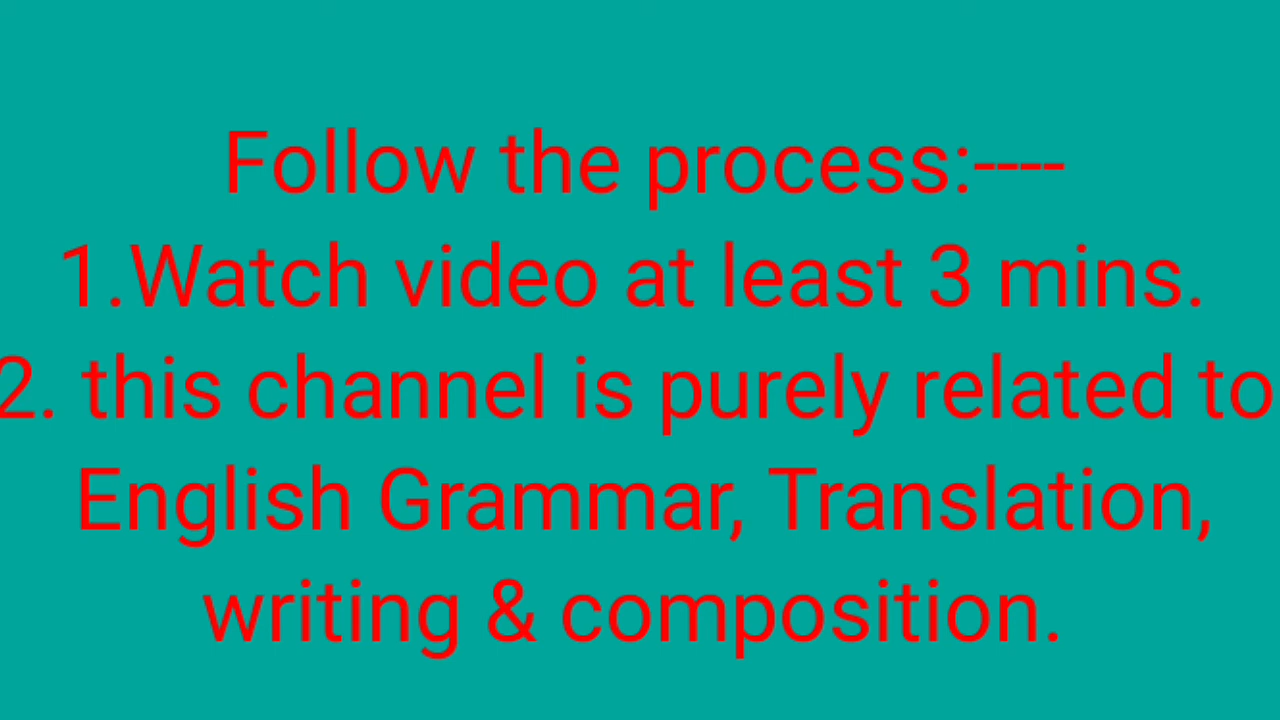 Follow the process:----
1.Watch video at least 3 mins.
2. this channel is purely related to
English Grammar, Translation,
writing & composition.